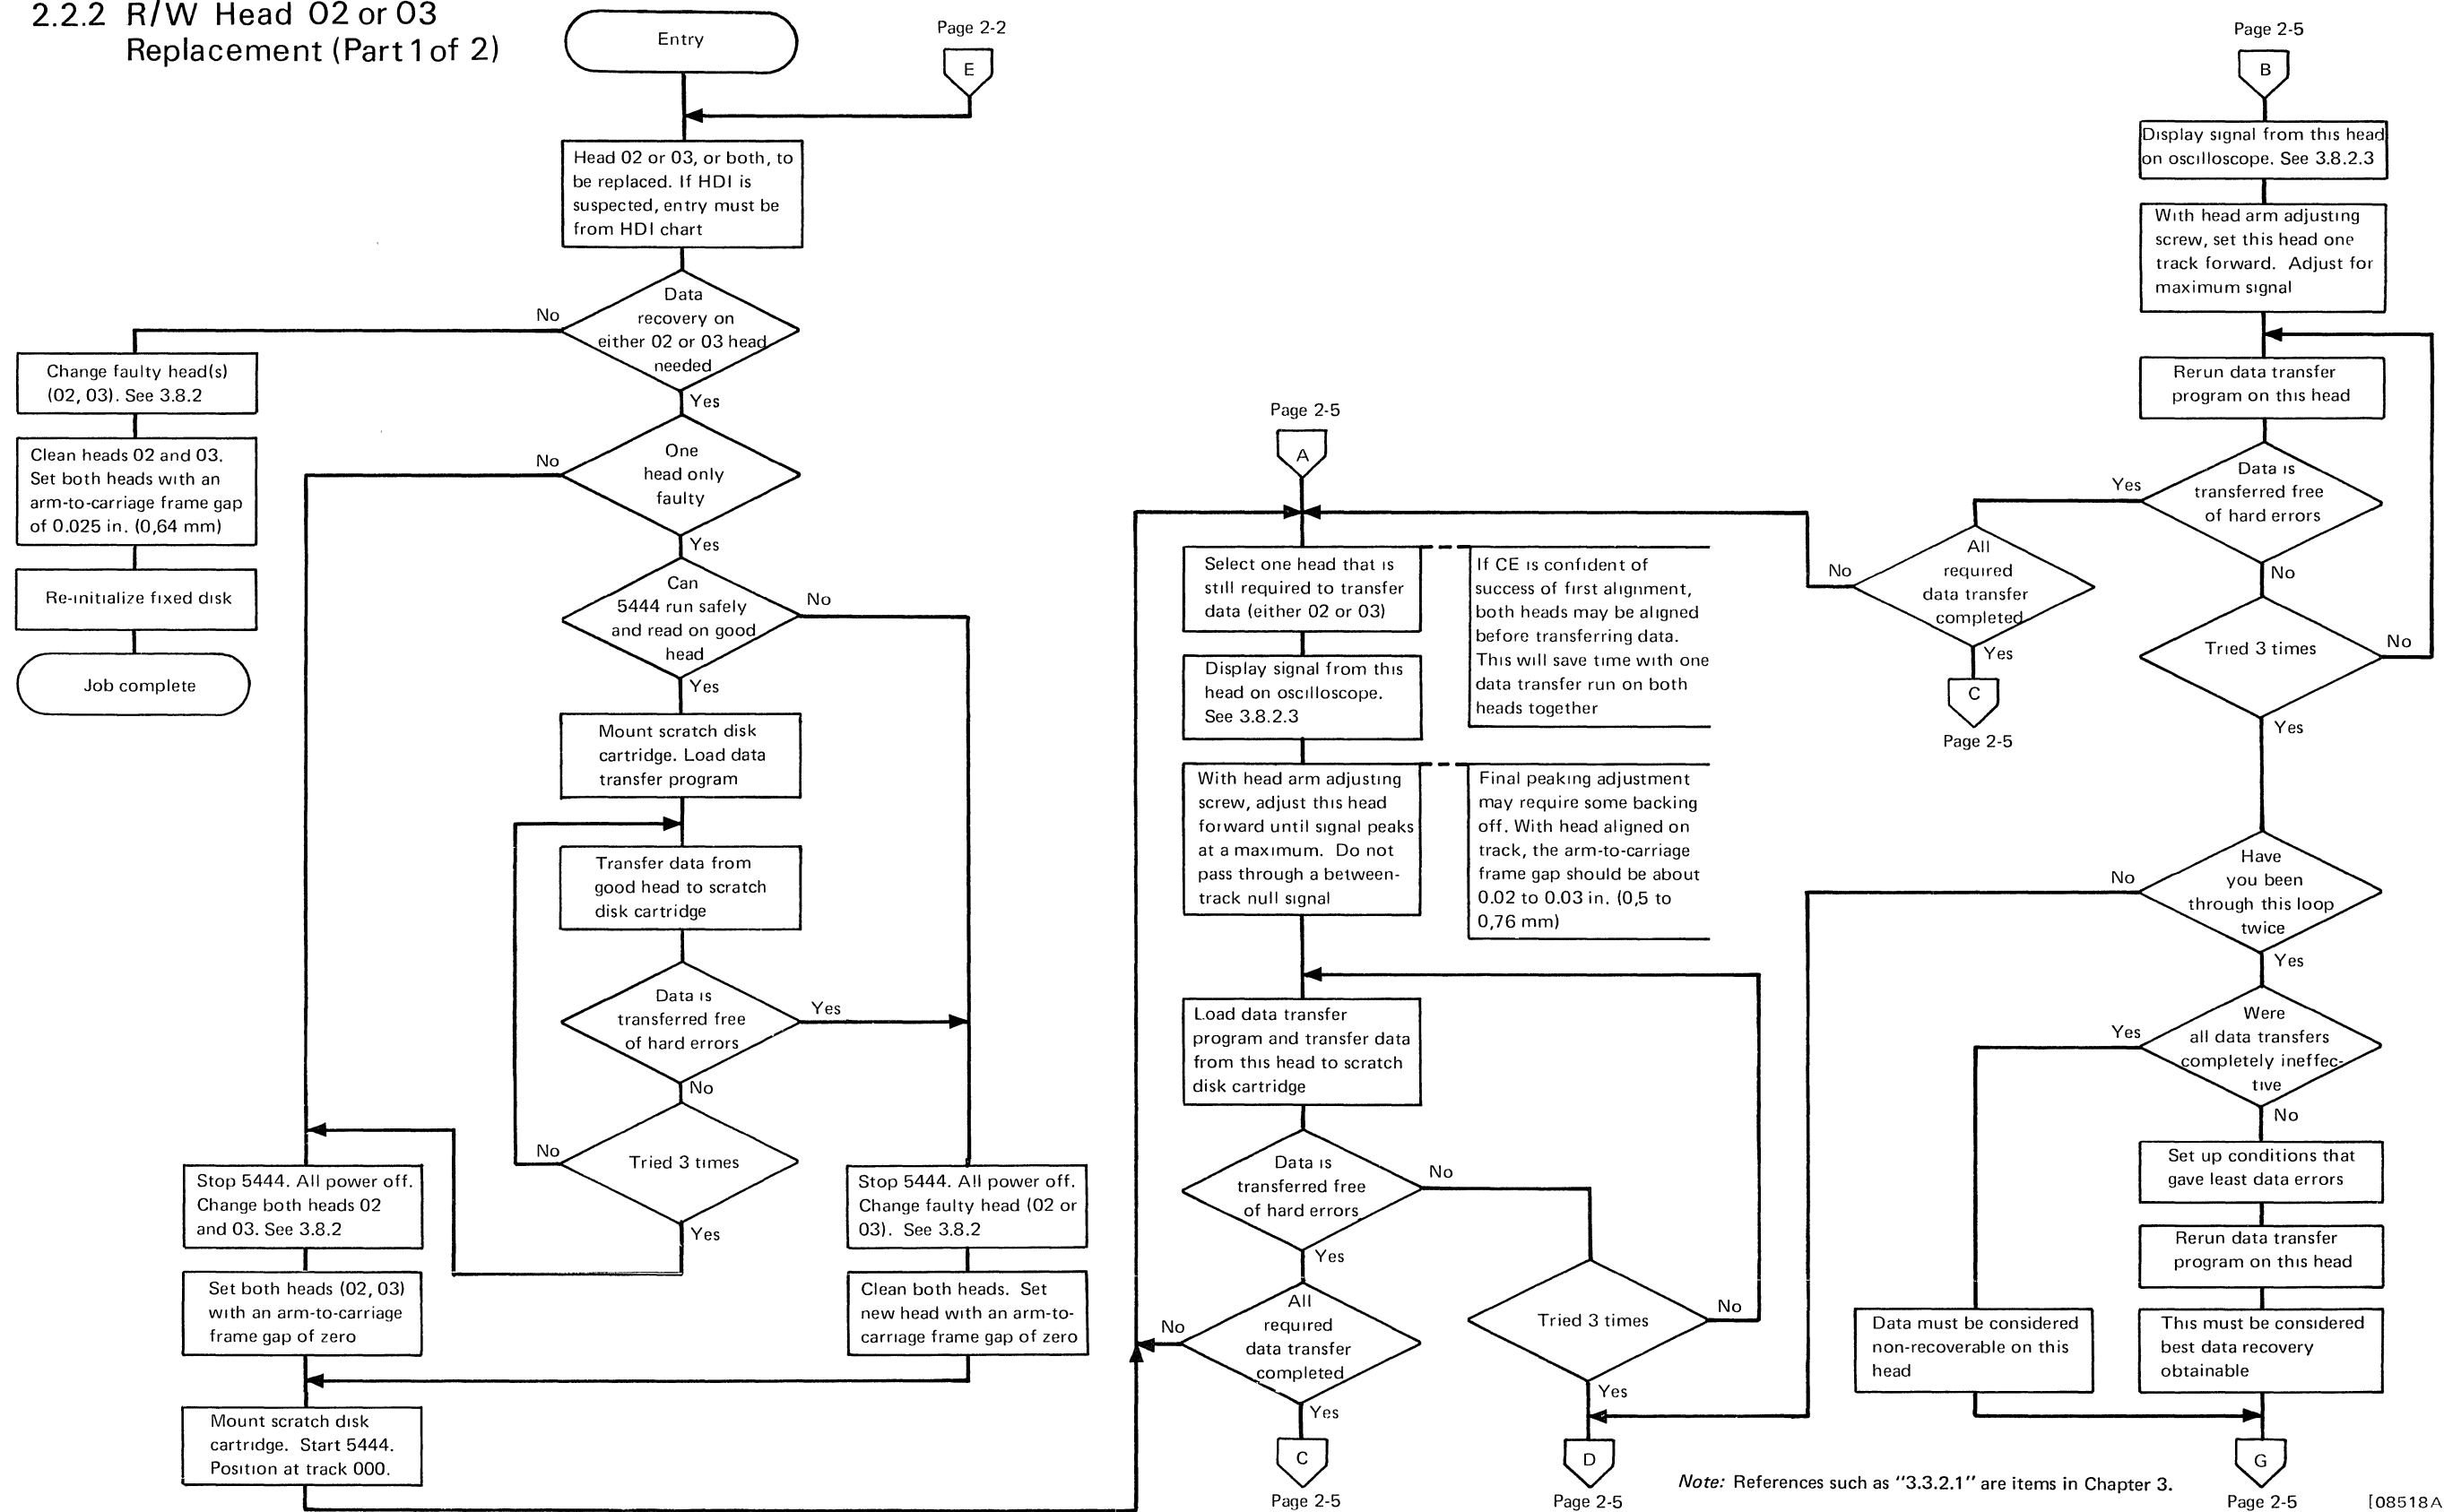 2.2.2 R/W Head 02 or 03
Replacement (Part 1 of 2)
Entry
Page 2-2
E
Head 02 or 03, or both, to
be replaced. If HDI is
suspected, entry must be
from HDI chart
Data
recovery on
either 02 or 03 head
needed
No
Yes
Change faulty head(s)
(02, 03). See 3.8.2
Clean heads 02 and 03.
Set both heads with an
arm-to-carriage frame gap
of 0.025 in. (0,64 mm)
Re-initialize fixed disk
Job complete
One
head only
faulty
No
Yes
Can
5444 run safely
and read on good
head
No
Yes
Mount scratch disk
cartridge. Load data
transfer program
Transfer data from
good head to scratch
disk cartridge
Data is
transferred free
of hard errors
Yes
No
Tried 3 times
No
Yes
Stop 5444. All power off.
Change both heads 02
and 03. See 3.8.2
Set both heads (02, 03)
with an arm-to-carriage
frame gap of zero
Stop 5444. All power off.
Change faulty head (02 or
03). See 3.8.2
Clean both heads. Set
new head with an arm-to-
carriage frame gap of zero
Mount scratch disk
cartridge. Start 5444.
Position at track 000.
Page 2-5
A
Select one head that is
still required to transfer
data (either 02 or 03)
If CE is confident of
success of first alignment,
both heads may be aligned
before transferring data.
This will save time with one
data transfer run on both
heads together
Display signal from this
head on oscilloscope.
See 3.8.2.3
With head arm adjusting
screw, adjust this head
forward until signal peaks
at a maximum. Do not
pass through a between-
track null signal
Final peaking adjustment
may require some backing
off. With head aligned on
track, the arm-to-carriage
frame gap should be about
0.02 to 0.03 in. (0,5 to
0,76 mm)
Load data transfer
program and transfer data
from this head to scratch
disk cartridge
Data is
transferred free
of hard errors
No
Yes
All
required
data transfer
completed
No
Yes
C
Page 2-5
Tried 3 times
No
Yes
D
Page 2-5
Page 2-5
B
Display signal from this head
on oscilloscope. See 3.8.2.3
With head arm adjusting
screw, set this head one
track forward. Adjust for
maximum signal
Rerun data transfer
program on this head
Data is
transferred free
of hard errors
Yes
No
All
required
data transfer
completed
No
Yes
C
Page 2-5
Tried 3 times
No
Yes
Have
you been
through this loop
twice
No
Yes
Were
all data transfers
completely ineffec-
tive
Yes
No
Set up conditions that
gave least data errors
Rerun data transfer
program on this head
Data must be considered
non-recoverable on this
head
This must be considered
best data recovery
obtainable
G
Page 2-5
Note: References such as "3.3.2.1" are items in Chapter 3.
[08518A